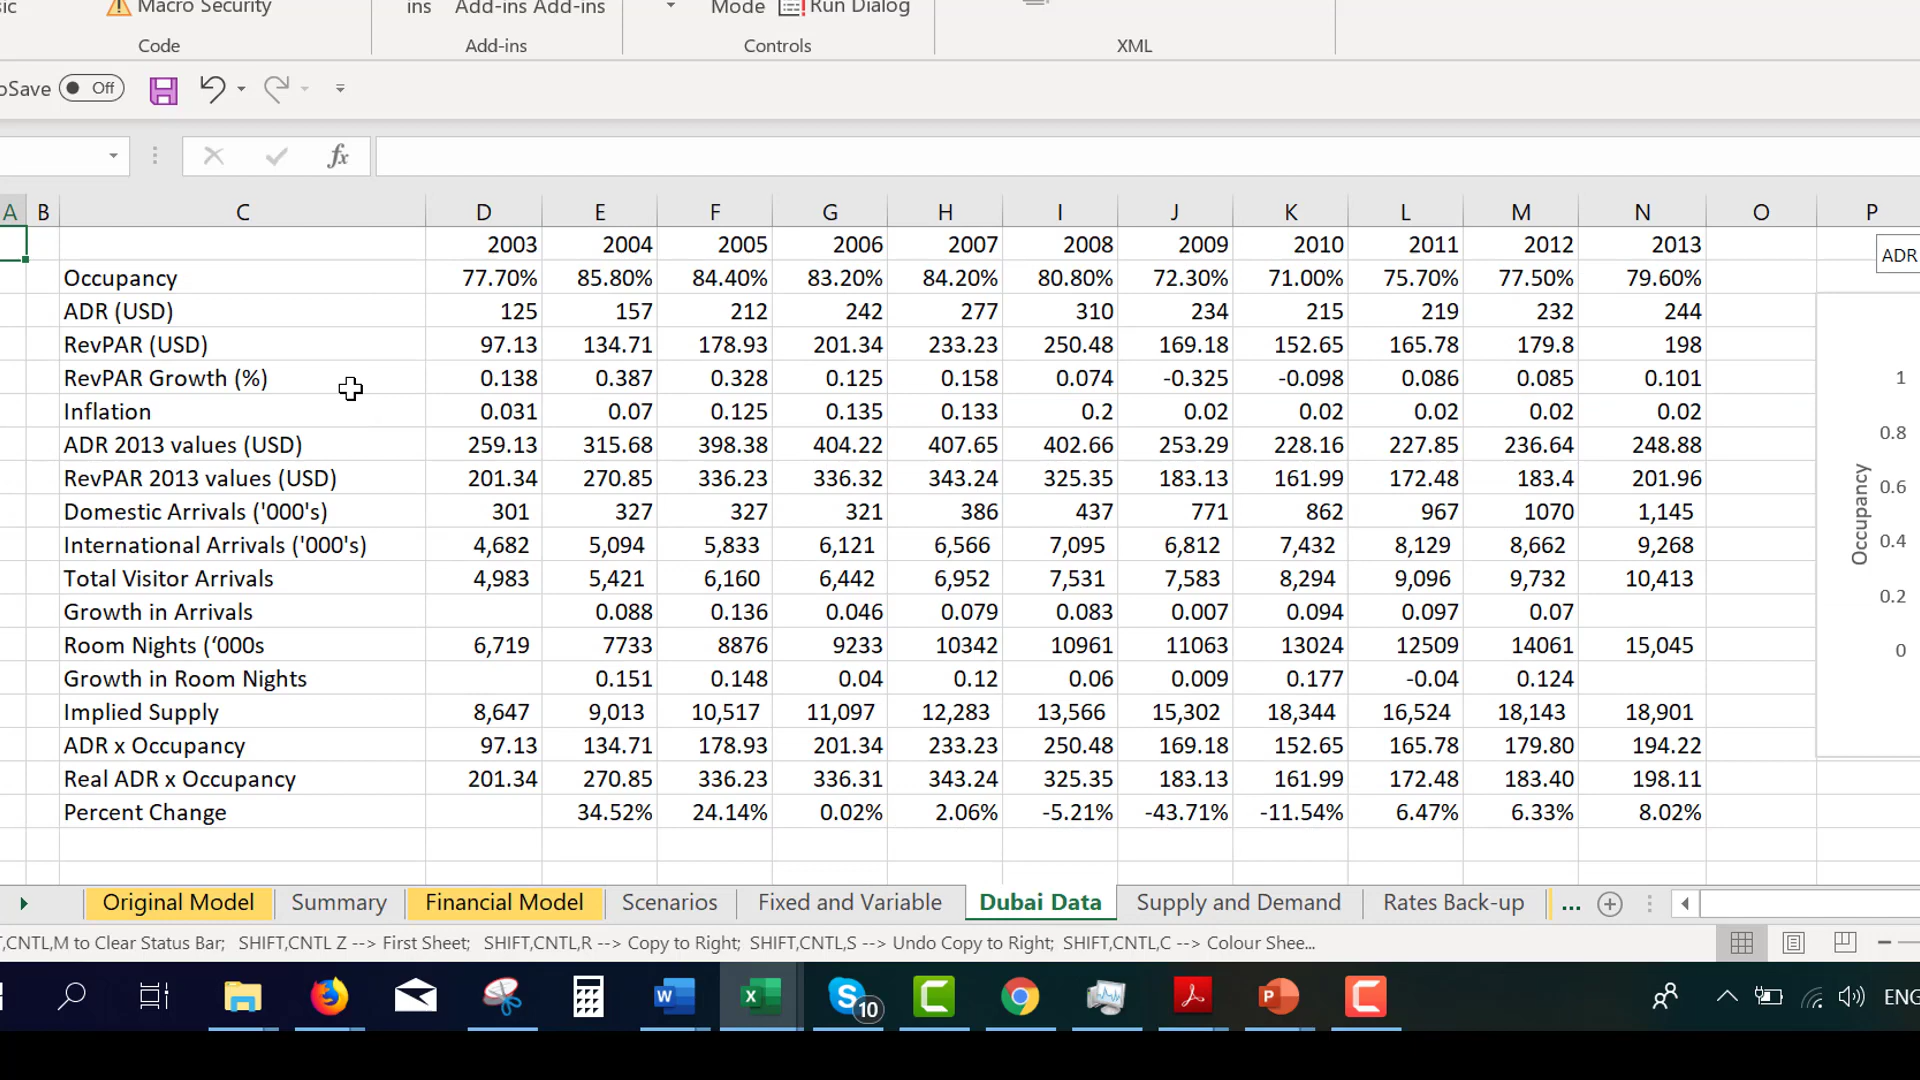 sic Macro Security ins Add-ins Add-ins Mode Run Dialog
Code Add-ins Controls XML
oSave Off
fx
A B C D E F G H I J K L M N O P
2003 2004 2005 2006 2007 2008 2009 2010 2011 2012 2013
Occupancy 77.70% 85.80% 84.40% 83.20% 84.20% 80.80% 72.30% 71.00% 75.70% 77.50% 79.60%
ADR (USD) 125 157 212 242 277 310 234 215 219 232 244
RevPAR (USD) 97.13 134.71 178.93 201.34 233.23 250.48 169.18 152.65 165.78 179.8 198
RevPAR Growth (%) 0.138 0.387 0.328 0.125 0.158 0.074 -0.325 -0.098 0.086 0.085 0.101
Inflation 0.031 0.07 0.125 0.135 0.133 0.2 0.02 0.02 0.02 0.02 0.02
ADR 2013 values (USD) 259.13 315.68 398.38 404.22 407.65 402.66 253.29 228.16 227.85 236.64 248.88
RevPAR 2013 values (USD) 201.34 270.85 336.23 336.32 343.24 325.35 183.13 161.99 172.48 183.4 201.96
Domestic Arrivals ('000's) 301 327 327 321 386 437 771 862 967 1070 1,145
International Arrivals ('000's) 4,682 5,094 5,833 6,121 6,566 7,095 6,812 7,432 8,129 8,662 9,268
Total Visitor Arrivals 4,983 5,421 6,160 6,442 6,952 7,531 7,583 8,294 9,096 9,732 10,413
Growth in Arrivals 0.088 0.136 0.046 0.079 0.083 0.007 0.094 0.097 0.07
Room Nights (‘000s 6,719 7733 8876 9233 10342 10961 11063 13024 12509 14061 15,045
Growth in Room Nights 0.151 0.148 0.04 0.12 0.06 0.009 0.177 -0.04 0.124
Implied Supply 8,647 9,013 10,517 11,097 12,283 13,566 15,302 18,344 16,524 18,143 18,901
ADR x Occupancy 97.13 134.71 178.93 201.34 233.23 250.48 169.18 152.65 165.78 179.80 194.22
Real ADR x Occupancy 201.34 270.85 336.23 336.31 343.24 325.35 183.13 161.99 172.48 183.40 198.11
Percent Change 34.52% 24.14% 0.02% 2.06% -5.21% -43.71% -11.54% 6.47% 6.33% 8.02%
ADR
1
0.8
0.6
0.4
0.2
0
Occupancy
Original Model Summary Financial Model Scenarios Fixed and Variable Dubai Data Supply and Demand Rates Back-up ...
T,CNTL,M to Clear Status Bar; SHIFT,CNTL Z --> First Sheet; SHIFT,CNTL,R --> Copy to Right; SHIFT,CNTL,S --> Undo Copy to Right; SHIFT,CNTL,C --> Colour Shee...
10
ENG